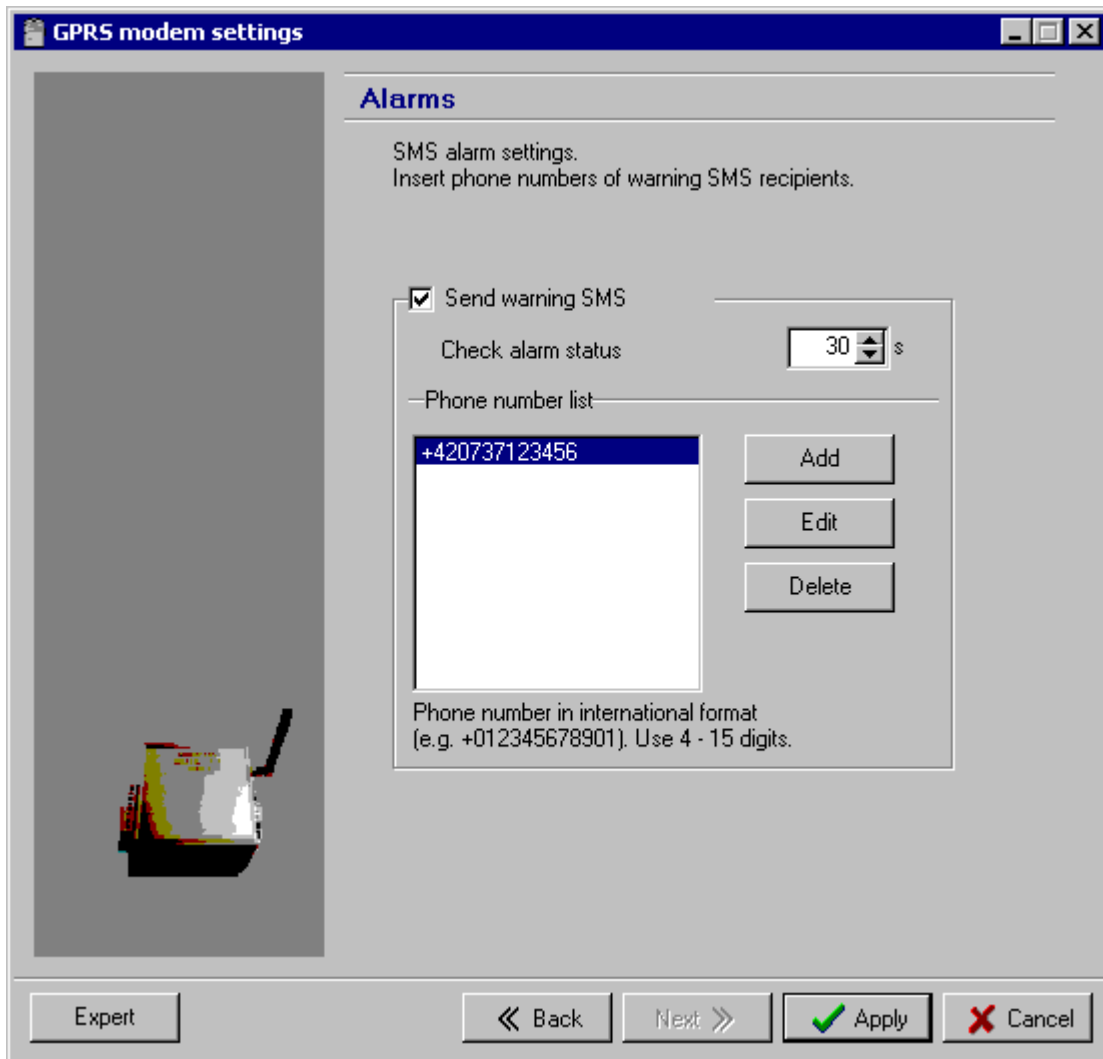 GPRS modem settings
Alarms
SMS alarm settings.
Insert phone numbers of warning SMS recipients.
Send warning SMS
Check alarm status 30 s
Phone number list
+420737123456
Add
Edit
Delete
Phone number in international format
(e.g. +012345678901). Use 4 - 15 digits.
Expert Back Next Apply Cancel